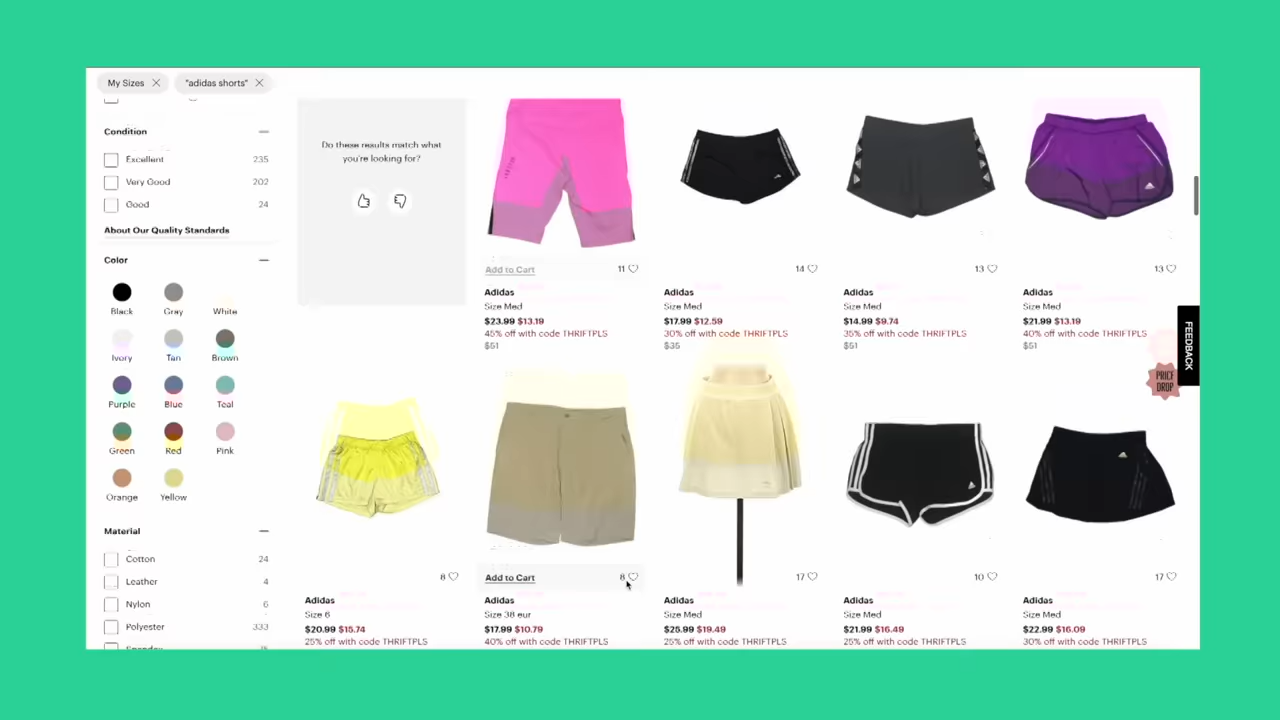 My Sizes
"adidas shorts"
Condition
Excellent 235
Very Good 202
Good 24
About Our Quality Standards
Color
Black Gray White
Ivory Tan Brown
Purple Blue Teal
Green Red Pink
Orange Yellow
Material
Cotton 24
Leather 4
Nylon 6
Polyester 333
Do these results match what
you're looking for?
Add to Cart 11
Adidas
Size Med
$23.99 $13.19
45% off with code THRIFTPLS
$51
14
Adidas
Size Med
$17.99 $12.59
30% off with code THRIFTPLS
$35
13
Adidas
Size Med
$14.99 $9.74
35% off with code THRIFTPLS
$51
13
Adidas
Size Med
$21.99 $13.19
40% off with code THRIFTPLS
$51
FEEDBACK
PRICE
DROP
8
Adidas
Size 6
$20.99 $15.74
25% off with code THRIFTPLS
Add to Cart 8
Adidas
Size 38 eur
$17.99 $10.79
40% off with code THRIFTPLS
17
Adidas
Size Med
$25.99 $19.49
25% off with code THRIFTPLS
10
Adidas
Size Med
$21.99 $16.49
25% off with code THRIFTPLS
17
Adidas
Size Med
$22.99 $16.09
30% off with code THRIFTPLS